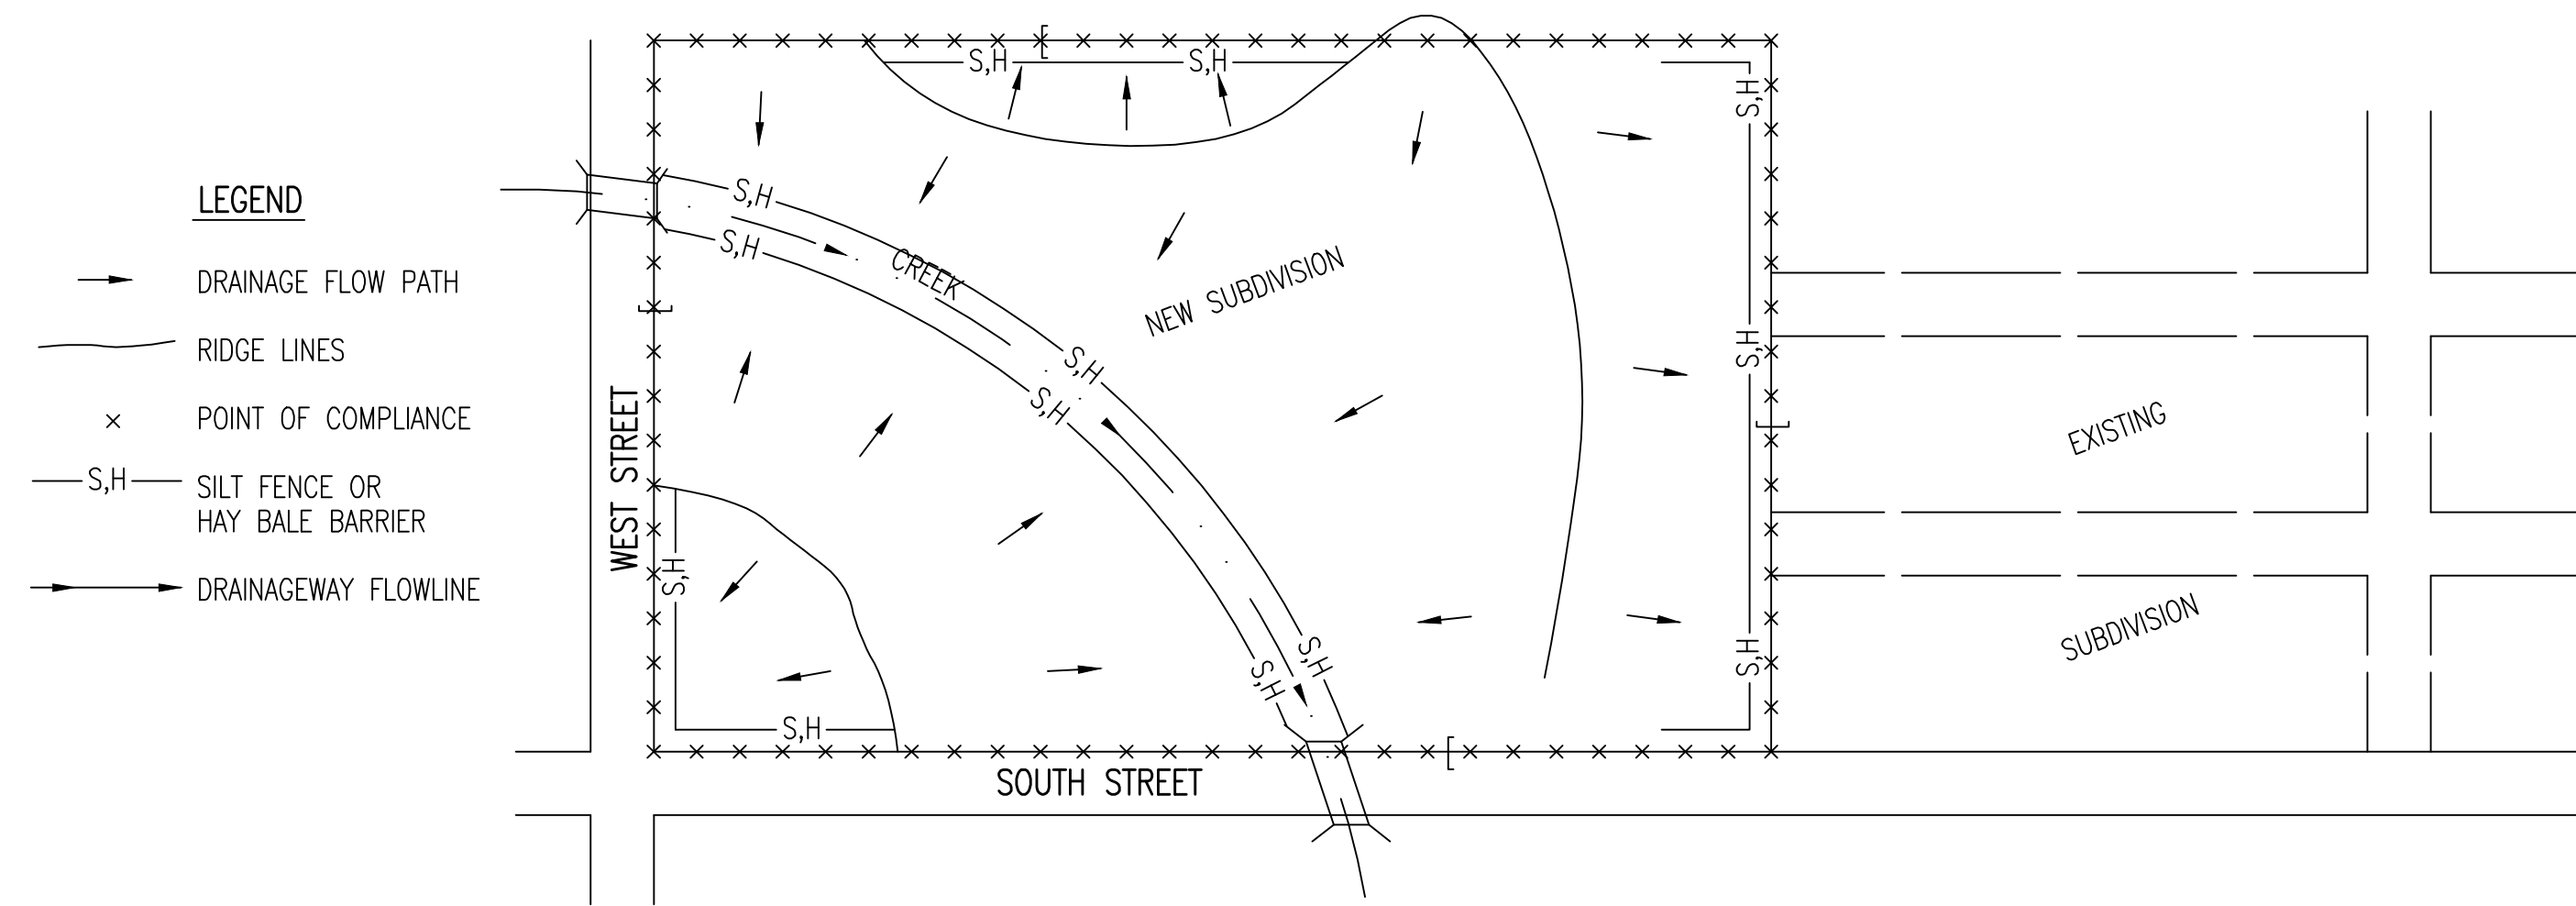 LEGEND
DRAINAGE FLOW PATH
RIDGE LINES
× POINT OF COMPLIANCE
S,H SILT FENCE OR
HAY BALE BARRIER
DRAINAGEWAY FLOWLINE
S,H
S,H
S,H
S,H
S,H
CREEK
NEW SUBDIVISION
S,H
S,H
S,H
WEST STREET
S,H
S,H
S,H
S,H
S,H
SOUTH STREET
EXISTING
SUBDIVISION